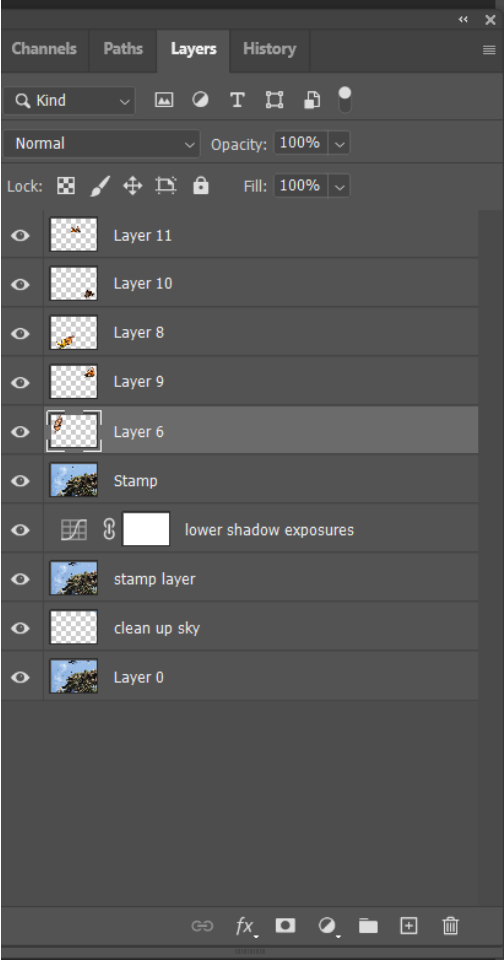 Channels Paths Layers History
Kind T
Normal Opacity: 100%
Lock: Fill: 100%
Layer 11
Layer 10
Layer 8
Layer 9
Layer 6
Stamp
lower shadow exposures
stamp layer
clean up sky
Layer 0
fx